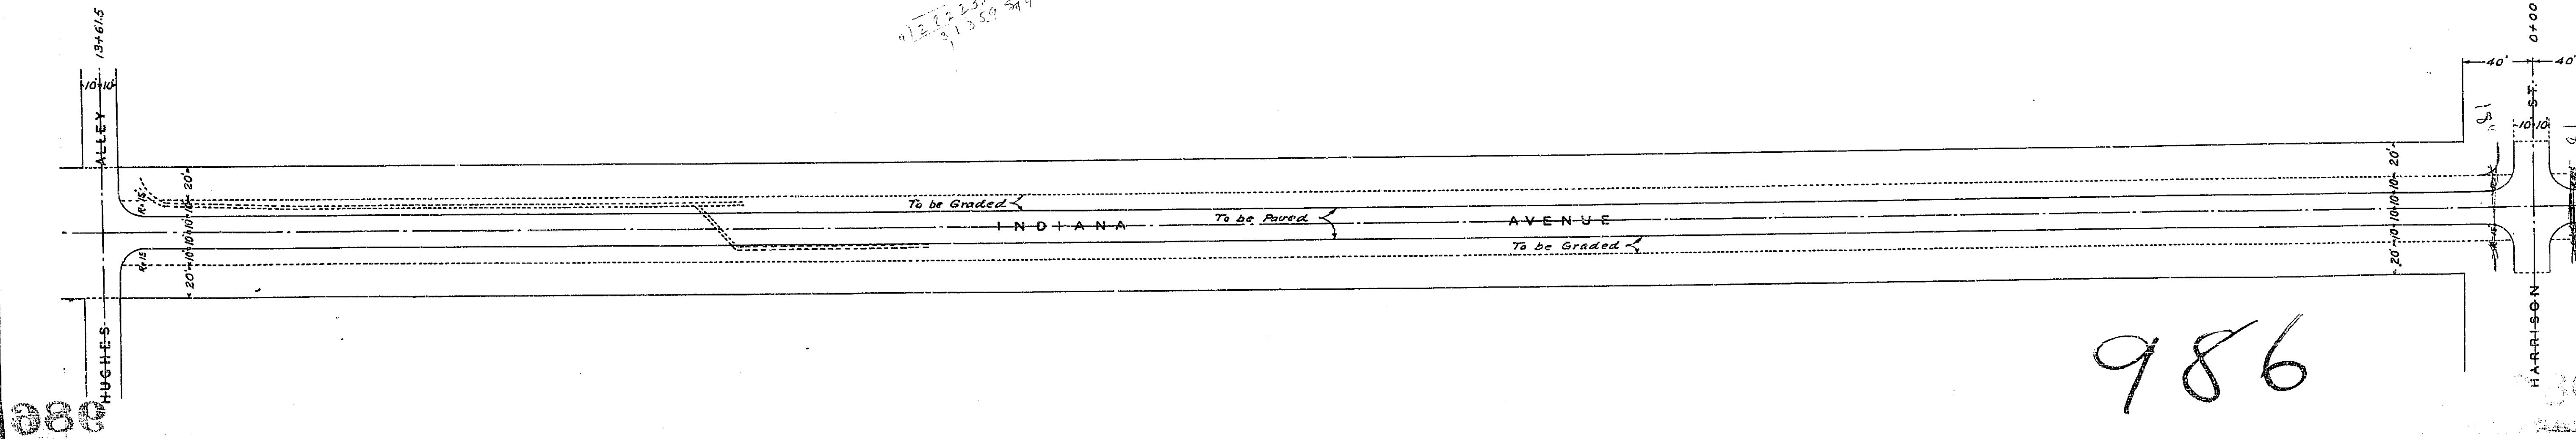 13+61.5
0+00
40' 40'
10' 10'
HUGHES ALLEY
HARRISON ST.
10' 10'
R=15'
20' 10' 10' 10' 10' 20'
To be Graded
To be Paved
INDIANA AVENUE
To be Graded
R=15'
20' 10' 10' 10' 10' 20'
986
986